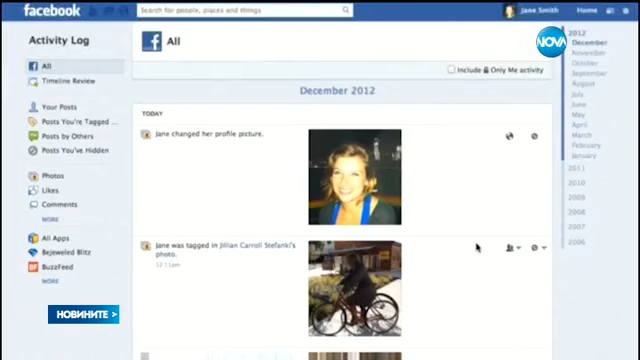 facebook
Search for people, places and things
Jane Smith
Home
Activity Log
All
Timeline Review
Your Posts
Posts You're Tagged ...
Posts by Others
Posts You've Hidden
Photos
Likes
Comments
MORE
All Apps
Bejeweled Blitz
BuzzFeed
MORE
НОВИНИТЕ >
All
Include Only Me activity
December 2012
TODAY
Jane changed her profile picture.
Jane was tagged in Jillian Carroll Stefanki's
photo.
NOVA
2012
December
November
October
September
August
July
June
May
April
March
February
January
2011
2010
2009
2008
2007
2006